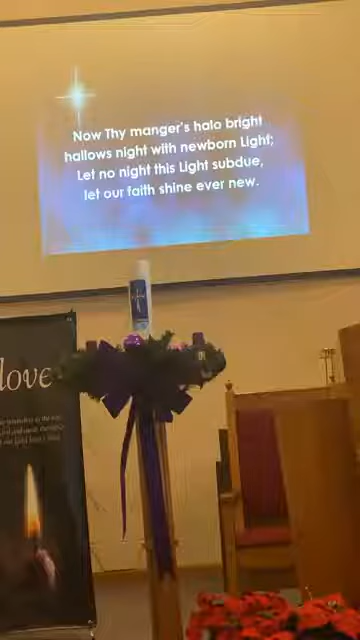 Now Thy manger's halo bright
hallows night with newborn Light;
Let no night this Light subdue,
let our faith shine ever new.
love